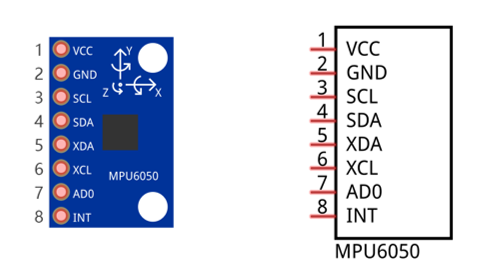 1 VCC
2 GND
3 SCL
4 SDA
5 XDA
6 XCL
7 AD0
8 INT
Y
Z X
MPU6050
1 VCC
2 GND
3 SCL
4 SDA
5 XDA
6 XCL
7 AD0
8 INT
MPU6050